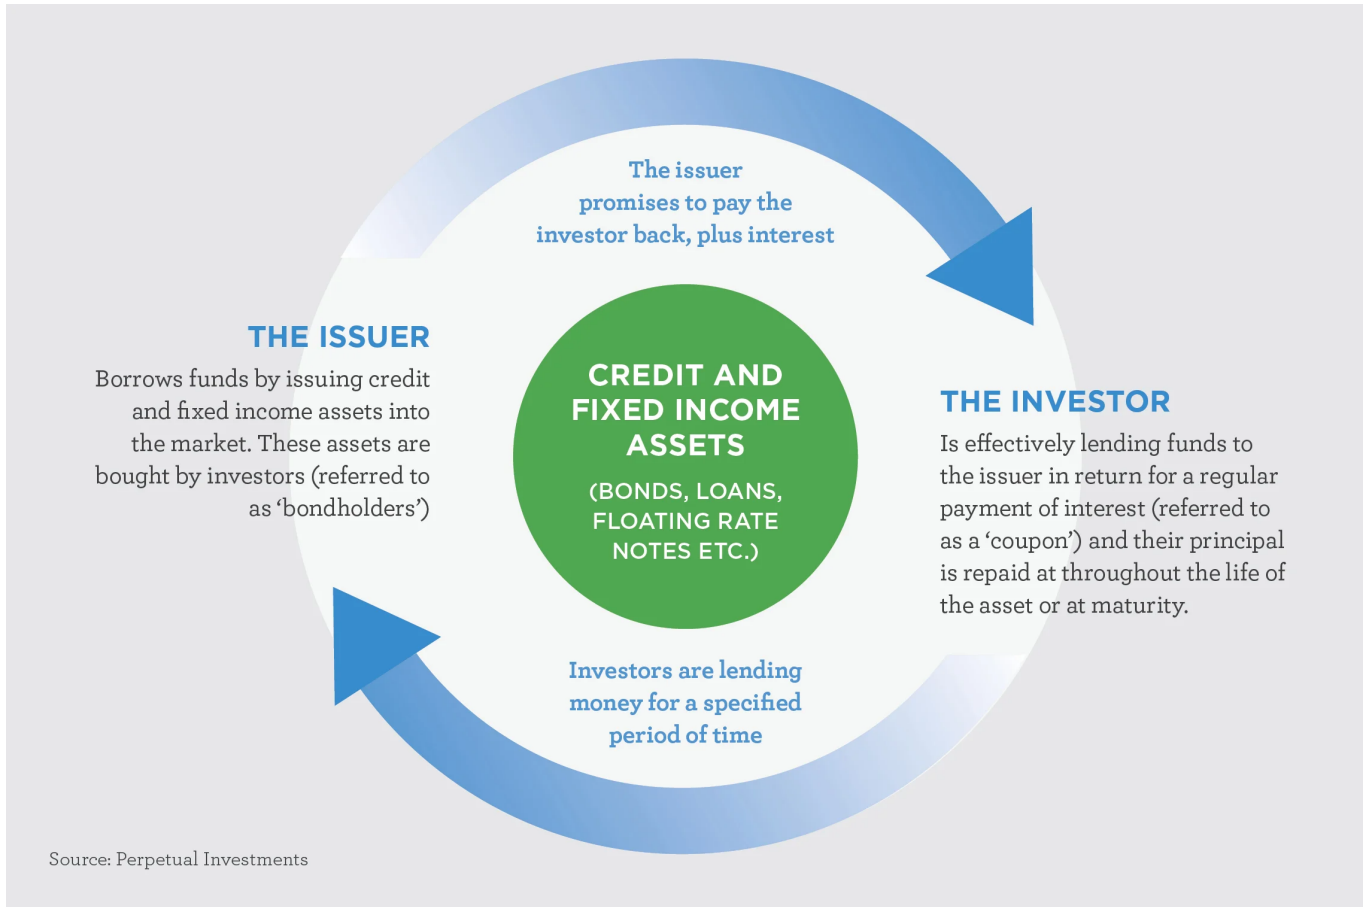 The issuer
promises to pay the
investor back, plus interest
THE ISSUER
Borrows funds by issuing credit
and fixed income assets into
the market. These assets are
bought by investors (referred to
as ‘bondholders’)
CREDIT AND
FIXED INCOME
ASSETS
(BONDS, LOANS,
FLOATING RATE
NOTES ETC.)
THE INVESTOR
Is effectively lending funds to
the issuer in return for a regular
payment of interest (referred to
as a ‘coupon’) and their principal
is repaid at throughout the life of
the asset or at maturity.
Investors are lending
money for a specified
period of time
Source: Perpetual Investments